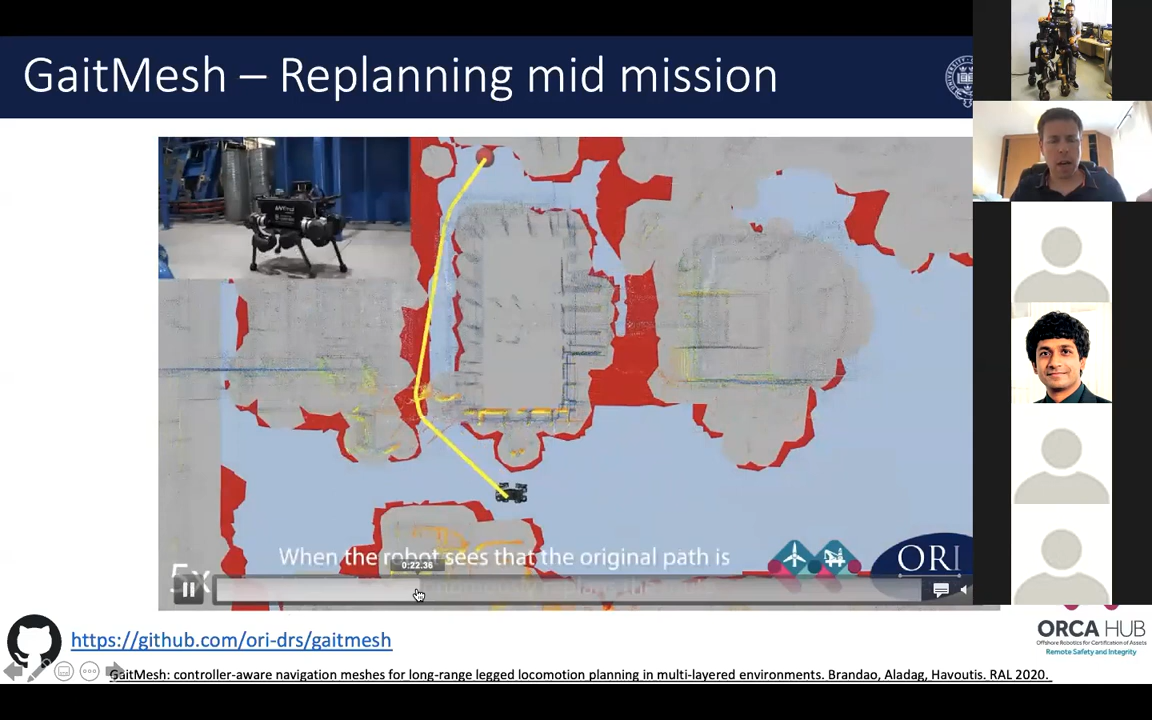 GaitMesh – Replanning mid mission
When the robot sees that the original path is
0:22.36
5x
ORI
https://github.com/ori-drs/gaitmesh
ORCA HUB
Offshore Robotics for Certification of Assets
Remote Safety and Integrity
GaitMesh: controller-aware navigation meshes for long-range legged locomotion planning in multi-layered environments. Brandao, Aladag, Havoutis. RAL 2020.